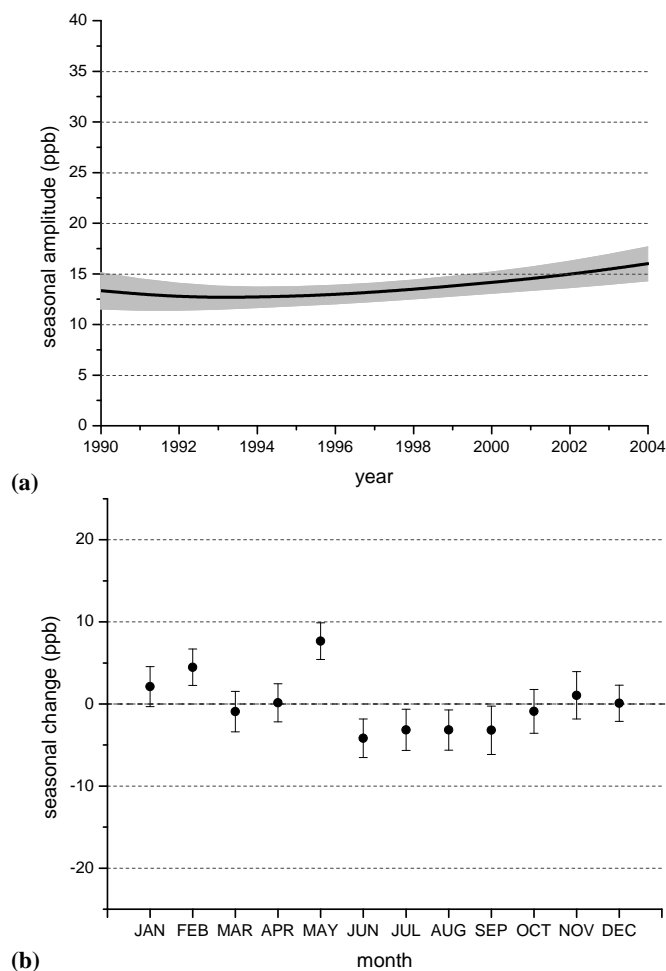 40
35
30
25
20
15
10
5
0
seasonal amplitude (ppb)
1990 1992 1994 1996 1998 2000 2002 2004
year
(a)
20
10
0
-10
-20
seasonal change (ppb)
JAN FEB MAR APR MAY JUN JUL AUG SEP OCT NOV DEC
month
(b)